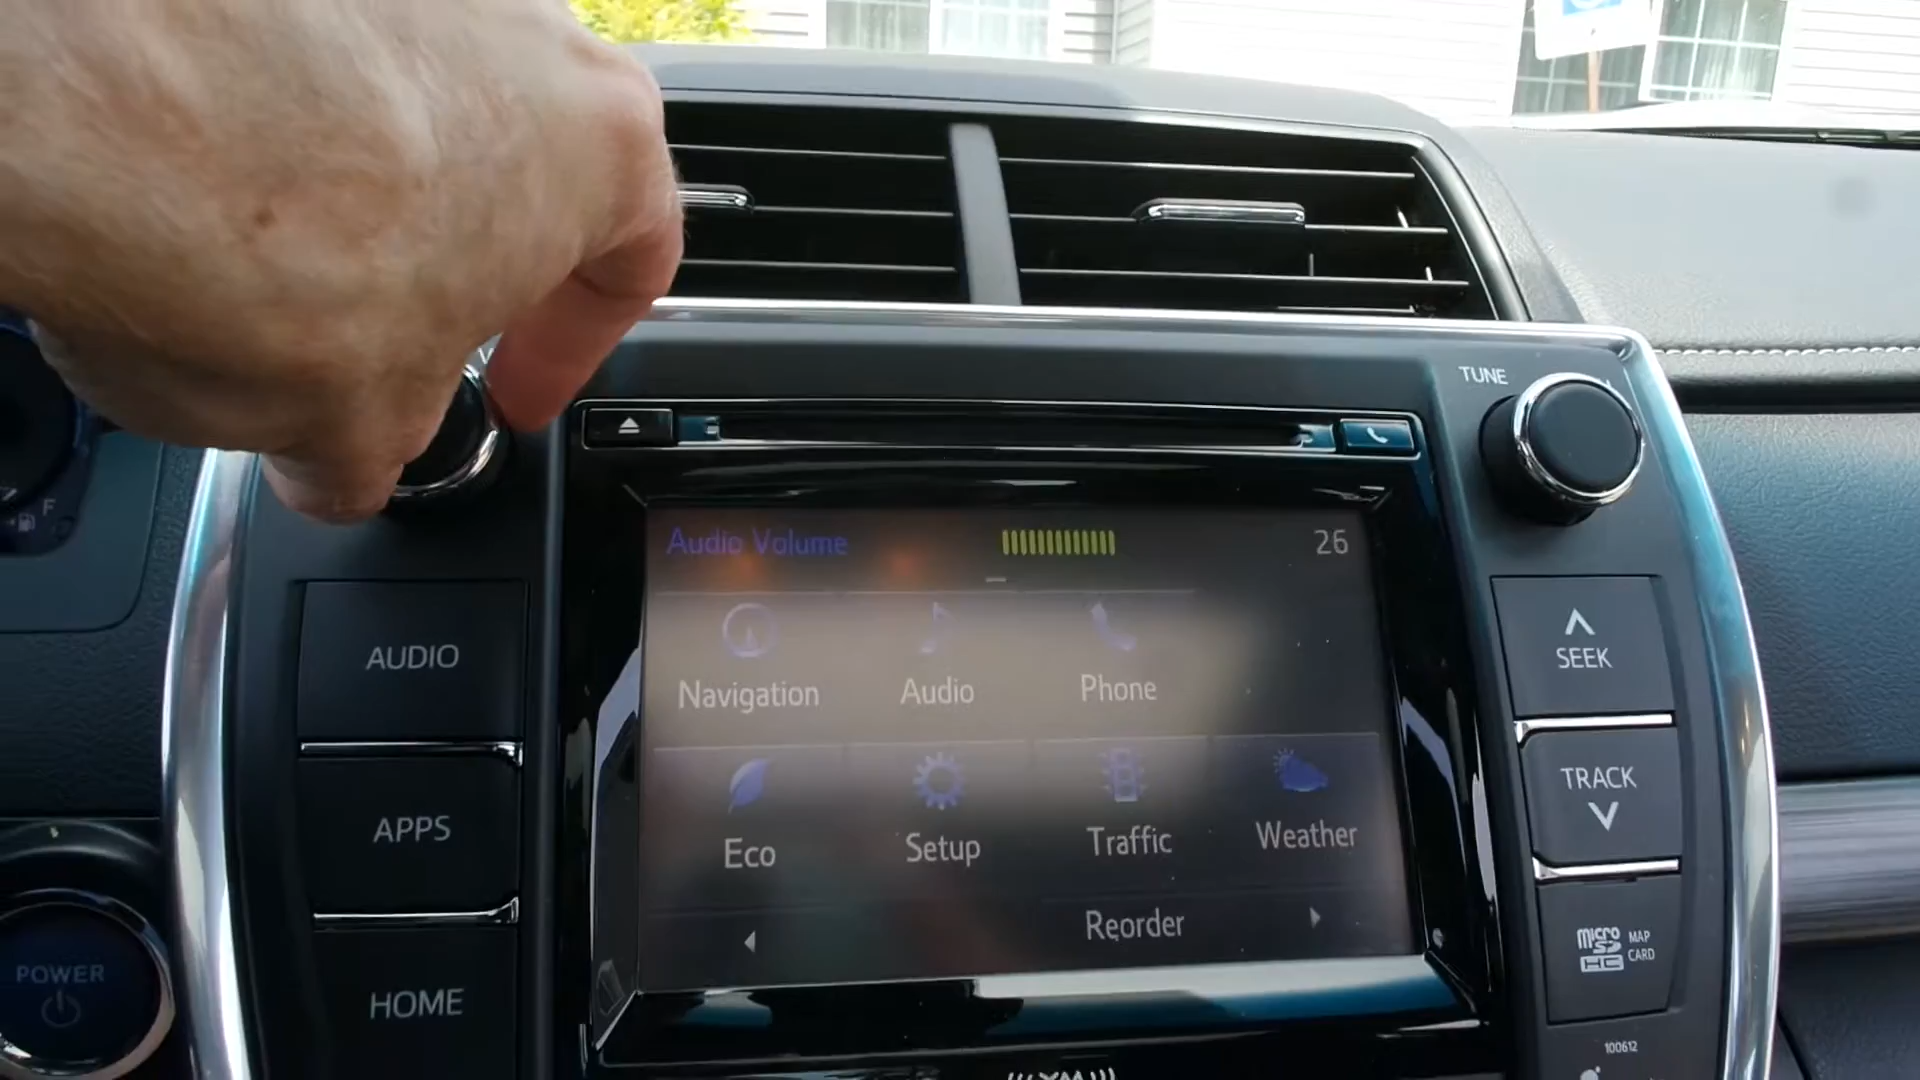 TUNE
F
Audio Volume 26
Navigation Audio Phone
Eco Setup Traffic Weather
Reorder
AUDIO
APPS
HOME
POWER
SEEK
TRACK
micro
SD
HC
MAP
CARD
100612